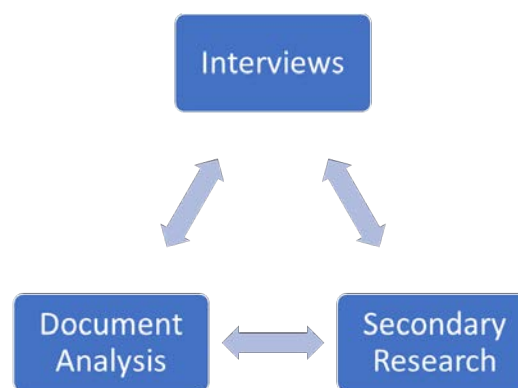 Interviews
Document
Analysis
Secondary
Research